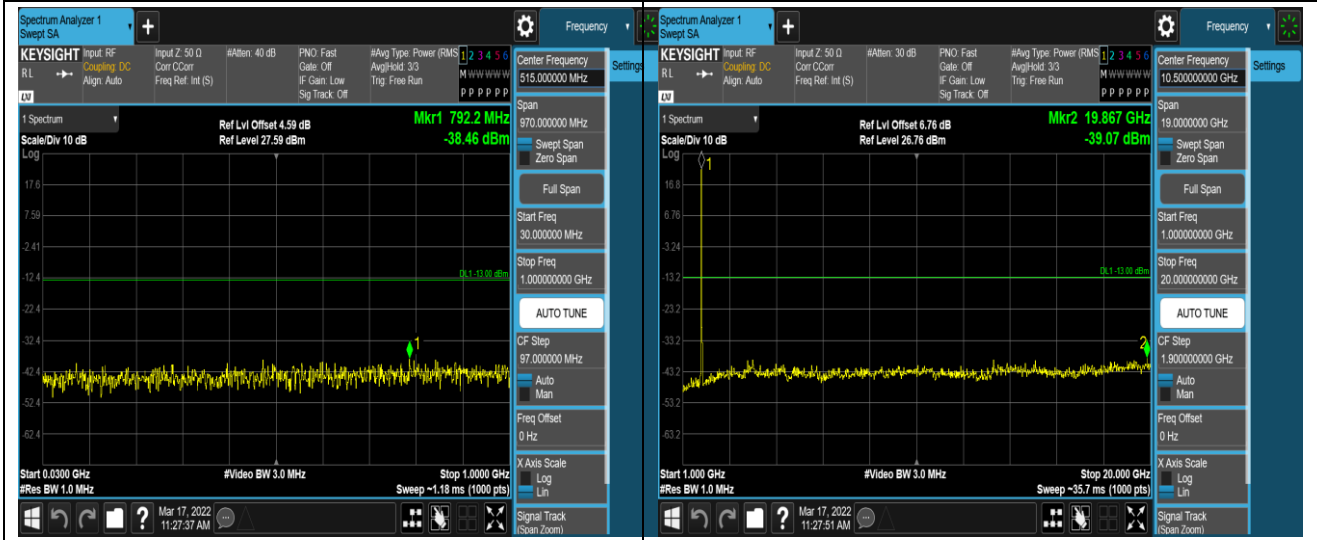 Spectrum Analyzer 1
Swept SA
+
Frequency
KEYSIGHT
RL
LXI
Input: RF
Coupling: DC
Align: Auto
Input Z: 50 Ω
Corr CCorr
Freq Ref: Int (S)
#Atten: 40 dB
PNO: Fast
Gate: Off
IF Gain: Low
Sig Track: Off
#Avg Type: Power (RMS
Avg|Hold: 3/3
Trig: Free Run
1 2 3 4 5 6
M W W W W W
P P P P P P
1 Spectrum
Scale/Div 10 dB
Log
Ref Lvl Offset 4.59 dB
Ref Level 27.59 dBm
Mkr1 792.2 MHz
-38.46 dBm
17.6
7.59
-2.41
-12.4
-22.4
-32.4
-42.4
-52.4
-62.4
DL1 -13.00 dBm
1
Start 0.0300 GHz
#Res BW 1.0 MHz
#Video BW 3.0 MHz
Stop 1.0000 GHz
Sweep ~1.18 ms (1000 pts)
?
Mar 17, 2022
11:27:37 AM
Center Frequency
515.000000 MHz
Span
970.000000 MHz
Swept Span
Zero Span
Full Span
Start Freq
30.000000 MHz
Stop Freq
1.000000000 GHz
AUTO TUNE
CF Step
97.000000 MHz
Auto
Man
Freq Offset
0 Hz
X Axis Scale
Log
Lin
Signal Track
(Span Zoom)
Settings
Spectrum Analyzer 1
Swept SA
+
Frequency
KEYSIGHT
RL
LXI
Input: RF
Coupling: DC
Align: Auto
Input Z: 50 Ω
Corr CCorr
Freq Ref: Int (S)
#Atten: 30 dB
PNO: Fast
Gate: Off
IF Gain: Low
Sig Track: Off
#Avg Type: Power (RMS
Avg|Hold: 3/3
Trig: Free Run
1 2 3 4 5 6
M W W W W W
P P P P P P
1 Spectrum
Scale/Div 10 dB
Log
Ref Lvl Offset 6.76 dB
Ref Level 26.76 dBm
Mkr2 19.867 GHz
-39.07 dBm
1
16.8
6.76
-3.24
-13.2
-23.2
-33.2
-43.2
-53.2
-63.2
DL1 -13.00 dBm
2
Start 1.000 GHz
#Res BW 1.0 MHz
#Video BW 3.0 MHz
Stop 20.000 GHz
Sweep ~35.7 ms (1000 pts)
?
Mar 17, 2022
11:27:51 AM
Center Frequency
10.500000000 GHz
Span
19.0000000 GHz
Swept Span
Zero Span
Full Span
Start Freq
1.000000000 GHz
Stop Freq
20.000000000 GHz
AUTO TUNE
CF Step
1.900000000 GHz
Auto
Man
Freq Offset
0 Hz
X Axis Scale
Log
Lin
Signal Track
(Span Zoom)
Settings